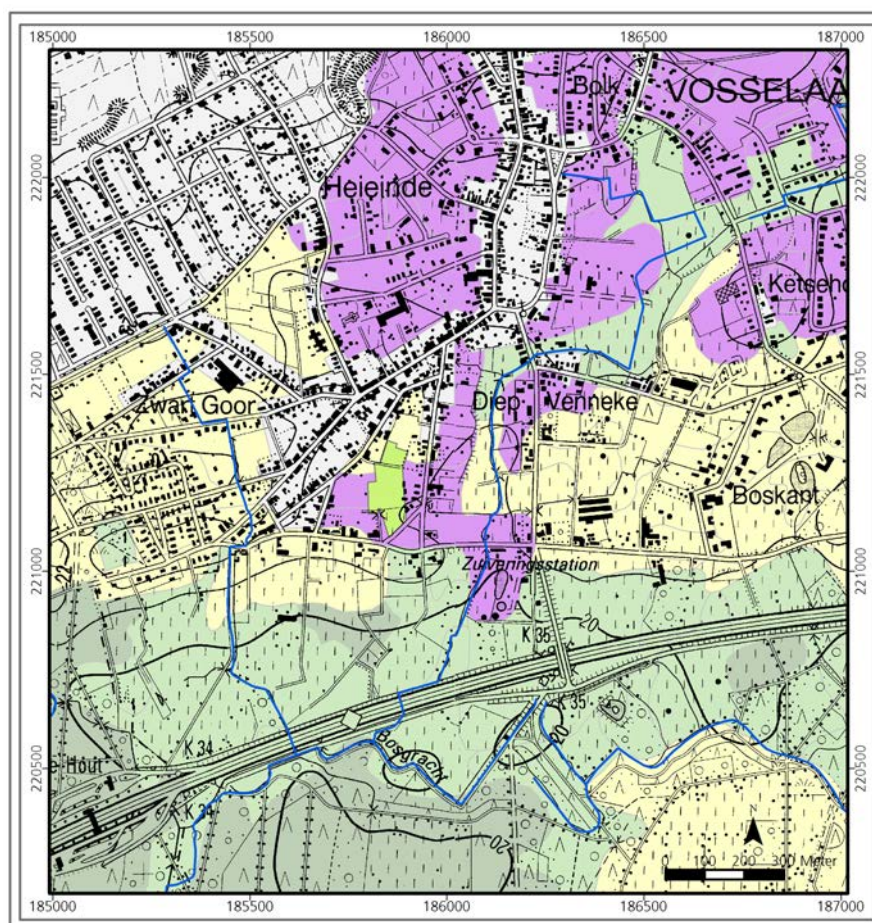 185000 185500 186000 186500 187000
Bolk
VOSSELAA
222000 222000
Heieinde
Ketseho
221500 221500
Zwart Goor
Diep Venneke
Boskant
221000 221000
Zuiveringsstation
22
K 35
20
K 35
20
K 34
Bosgracht
220500 220500
e Hout
K 34
20
N
0 100 200 300 Meter
185000 185500 186000 186500 187000